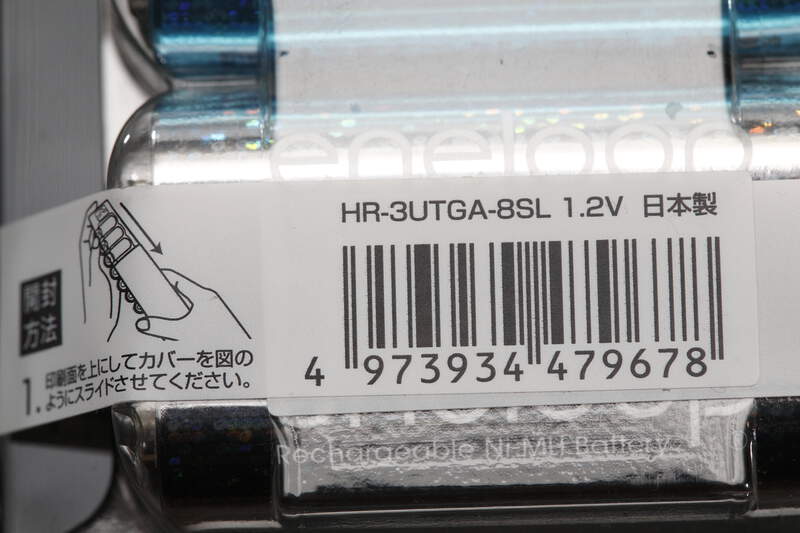 eneloop
HR-3UTGA-8SL 1.2V 日本製
4 973934 479678
開封
方法
1. 印刷面を上にしてカバーを図の
ようにスライドさせてください。
eneloop
Rechargeable Ni-MH Battery